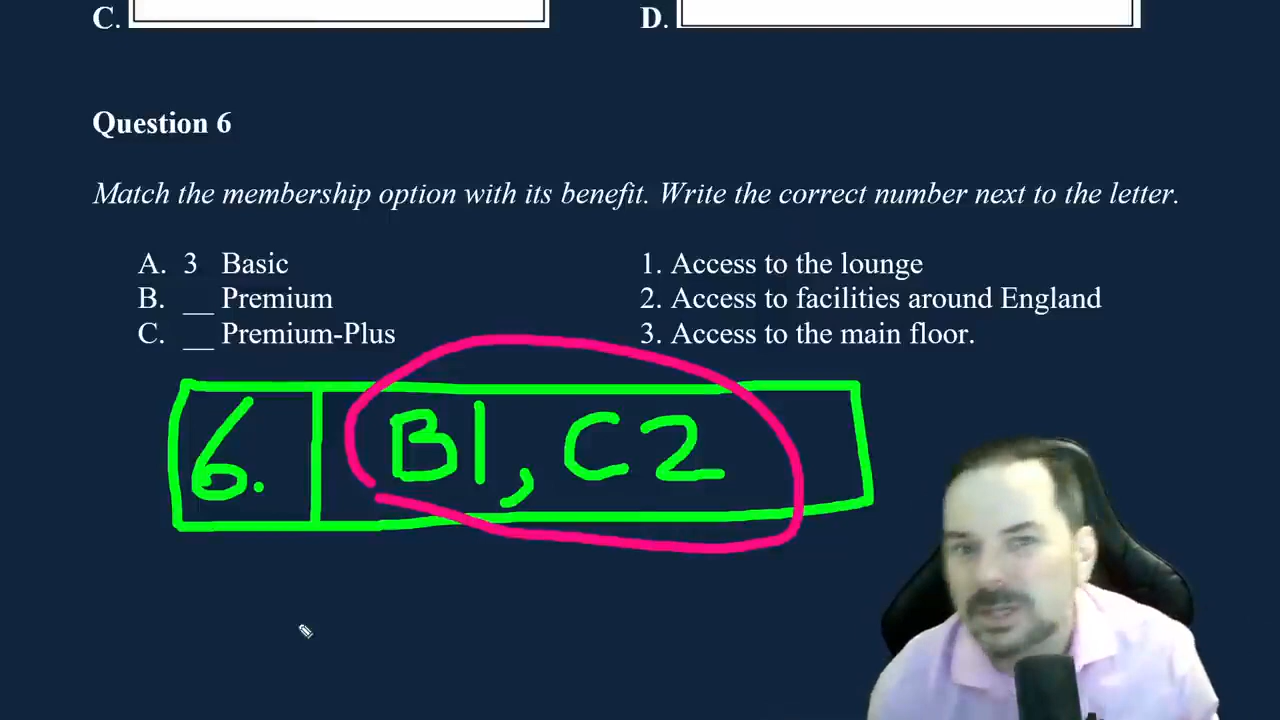 C. D.
Question 6
Match the membership option with its benefit. Write the correct number next to the letter.
A. 3 Basic 1. Access to the lounge
B. __ Premium 2. Access to facilities around England
C. __ Premium-Plus 3. Access to the main floor.
6. B1, C2